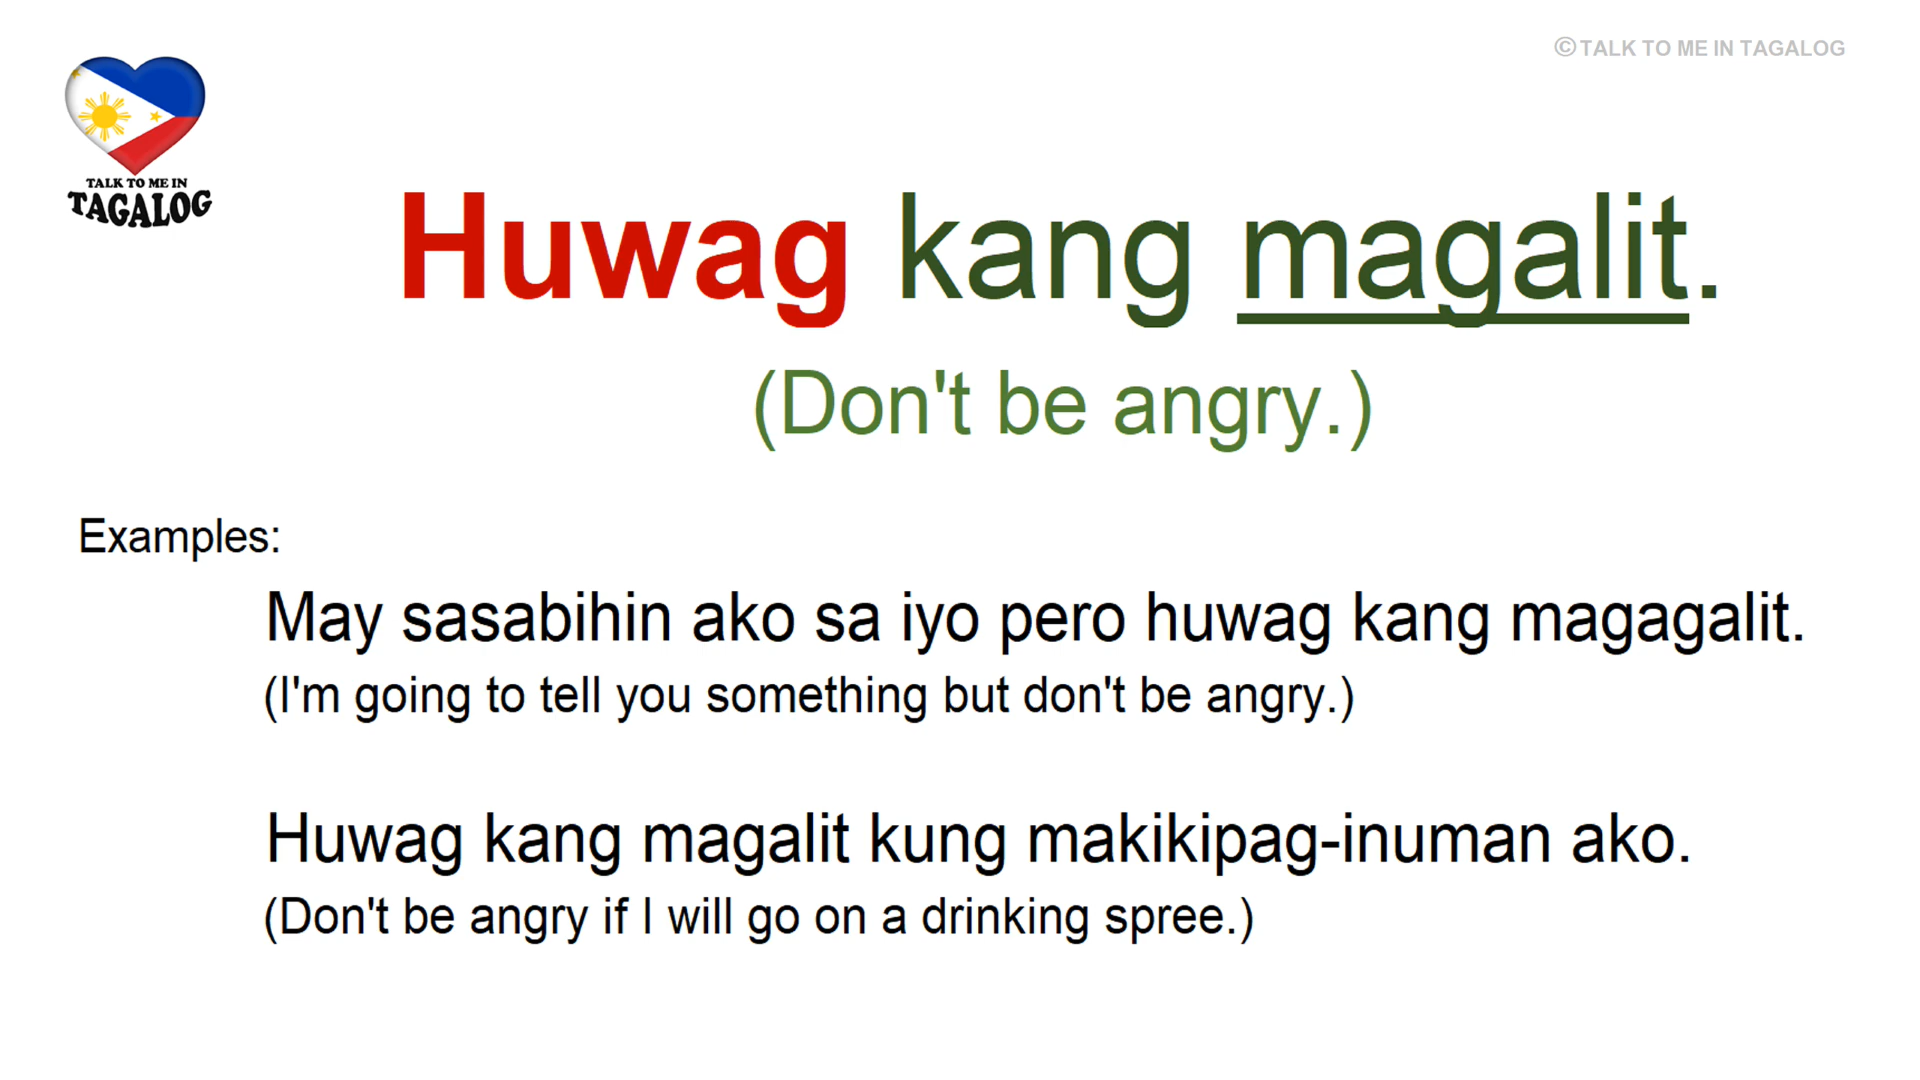 ©TALK TO ME IN TAGALOG
TALK TO ME IN
TAGALOG
Huwag kang magalit.
(Don't be angry.)
Examples:
May sasabihin ako sa iyo pero huwag kang magagalit.
(I'm going to tell you something but don't be angry.)
Huwag kang magalit kung makikipag-inuman ako.
(Don't be angry if I will go on a drinking spree.)